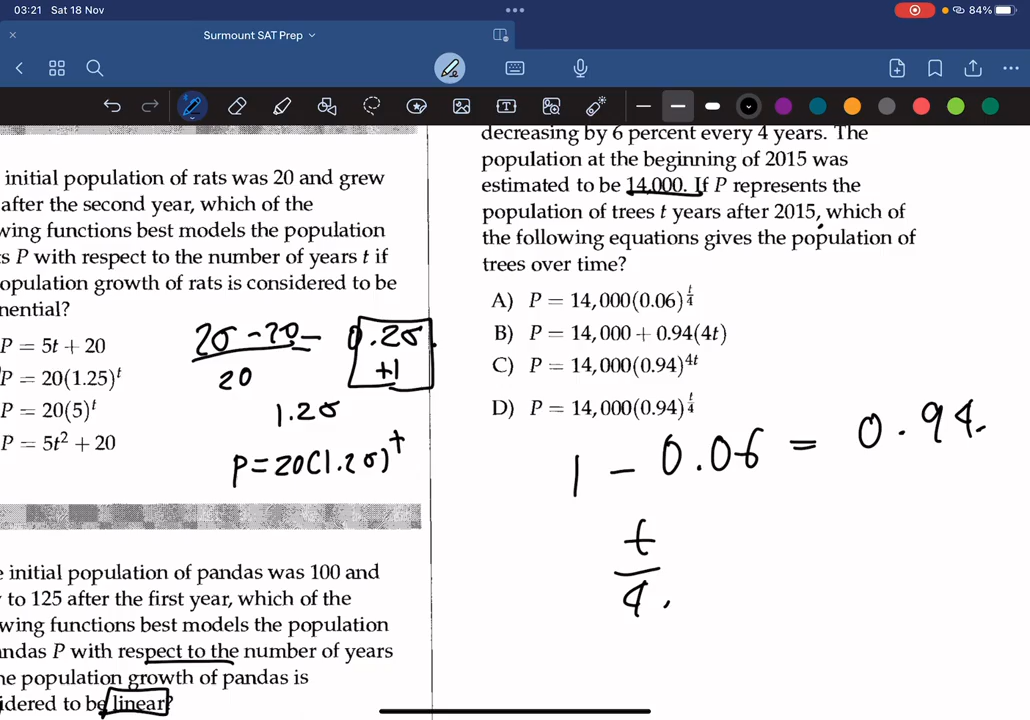 03:21 Sat 18 Nov
84%
Surmount SAT Prep
initial population of rats was 20 and grew
after the second year, which of the
wing functions best models the population
s P with respect to the number of years t if
opulation growth of rats is considered to be
nential?
P = 5t + 20
P = 20(1.25)^t
P = 20(5)^t
P = 5t² + 20
25 - 20 = 0.25
20
+1
1.25
P = 20(1.25)^t
e initial population of pandas was 100 and
to 125 after the first year, which of the
wing functions best models the population
andas P with respect to the number of years
he population growth of pandas is
idered to be linear?
decreasing by 6 percent every 4 years. The
population at the beginning of 2015 was
estimated to be 14,000. If P represents the
population of trees t years after 2015, which of
the following equations gives the population of
trees over time?
A) P = 14,000(0.06)^(t/4)
B) P = 14,000 + 0.94(4t)
C) P = 14,000(0.94)^4t
D) P = 14,000(0.94)^(t/4)
1 - 0.06 = 0.94.
t
4.